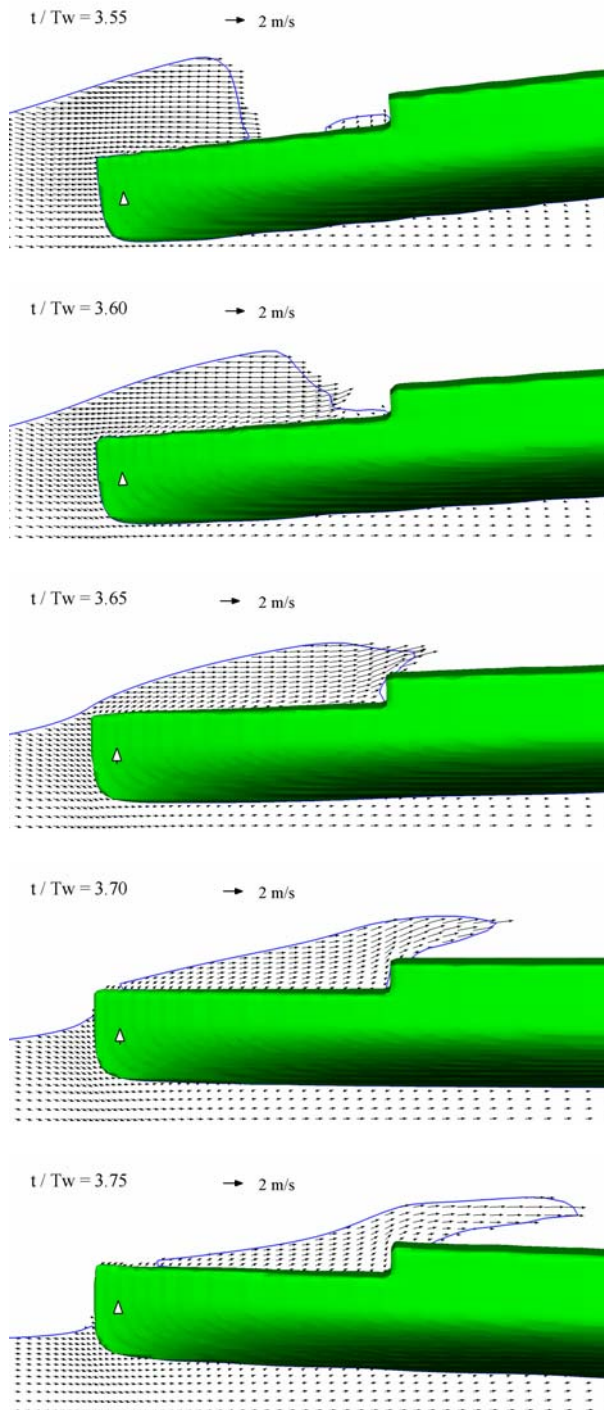 t / Tw = 3.55 2 m/s
t / Tw = 3.60 2 m/s
t / Tw = 3.65 2 m/s
t / Tw = 3.70 2 m/s
t / Tw = 3.75 2 m/s